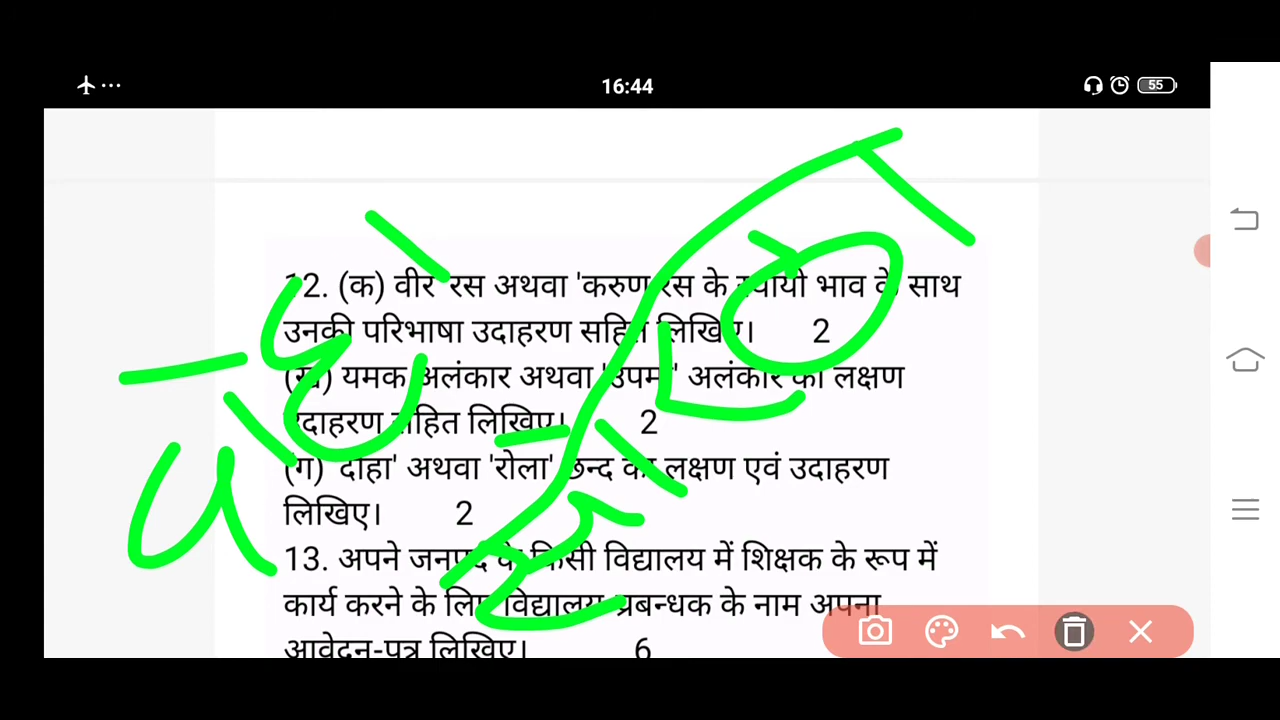 16:44
55
12. (क) वीर रस अथवा 'करुण रस के स्थायी भाव के साथ
उनकी परिभाषा उदाहरण सहित लिखिए। 2
(ख) यमक अलंकार अथवा 'उपमा' अलंकार का लक्षण
उदाहरण सहित लिखिए। 2
(ग) 'दोहा' अथवा 'रोला' छन्द का लक्षण एवं उदाहरण
लिखिए। 2
13. अपने जनपद के किसी विद्यालय में शिक्षक के रूप में
कार्य करने के लिए विद्यालय प्रबन्धक के नाम अपना
आवेदन-पत्र लिखिए। 6